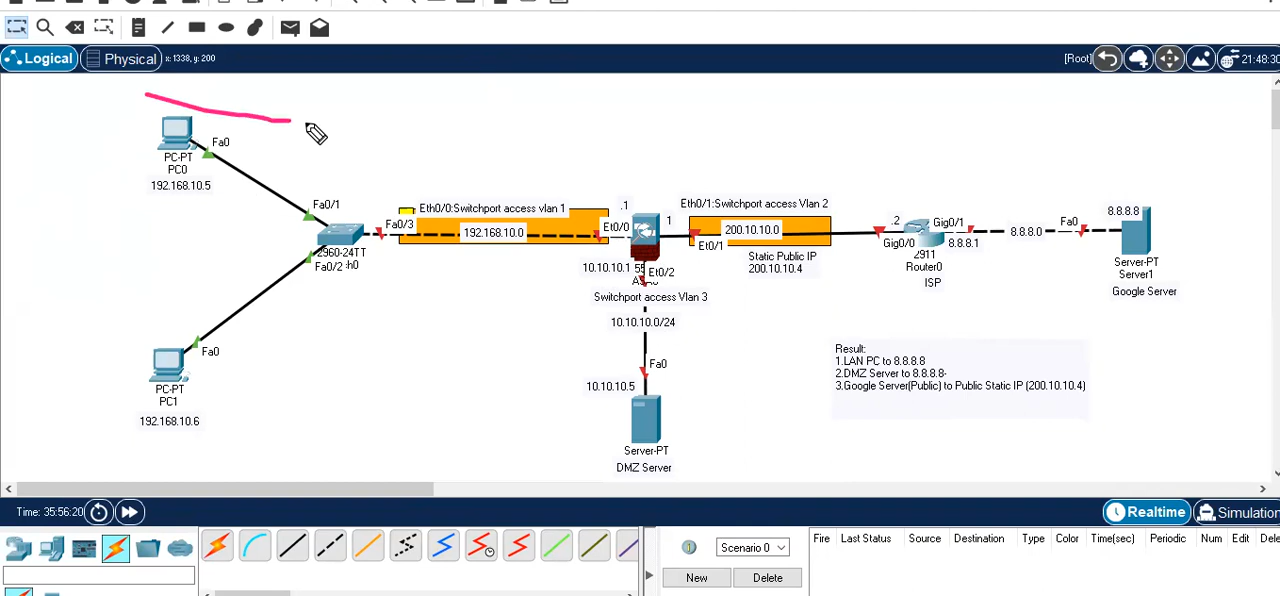 Logical
Physical
x: 1338, y: 200
[Root]
21:48:30
Fa0
PC-PT
PC0
192.168.10.5
Fa0/1
Fa0/3
2960-24TT
Fa0/2
h0
Fa0
PC-PT
PC1
192.168.10.6
Eth0/0:Switchport access vlan 1
192.168.10.0
.1
Et0/0
1
Eth0/1:Switchport access Vlan 2
200.10.10.0
Et0/1
Static Public IP
200.10.10.4
10.10.10.1
55
Et0/2
Switchport access Vlan 3
10.10.10.0/24
Fa0
10.10.10.5
Server-PT
DMZ Server
.2
Gig0/1
Gig0/0
8.8.8.1
2911
Router0
ISP
8.8.8.0
Fa0
8.8.8.8
Server-PT
Server1
Google Server
Result:
1.LAN PC to 8.8.8.8
2.DMZ Server to 8.8.8.8-
3.Google Server(Public) to Public Static IP (200.10.10.4)
Time: 35:56:20
Realtime
Simulation
Scenario 0
New
Delete
Fire Last Status Source Destination Type Color Time(sec) Periodic Num Edit Dele